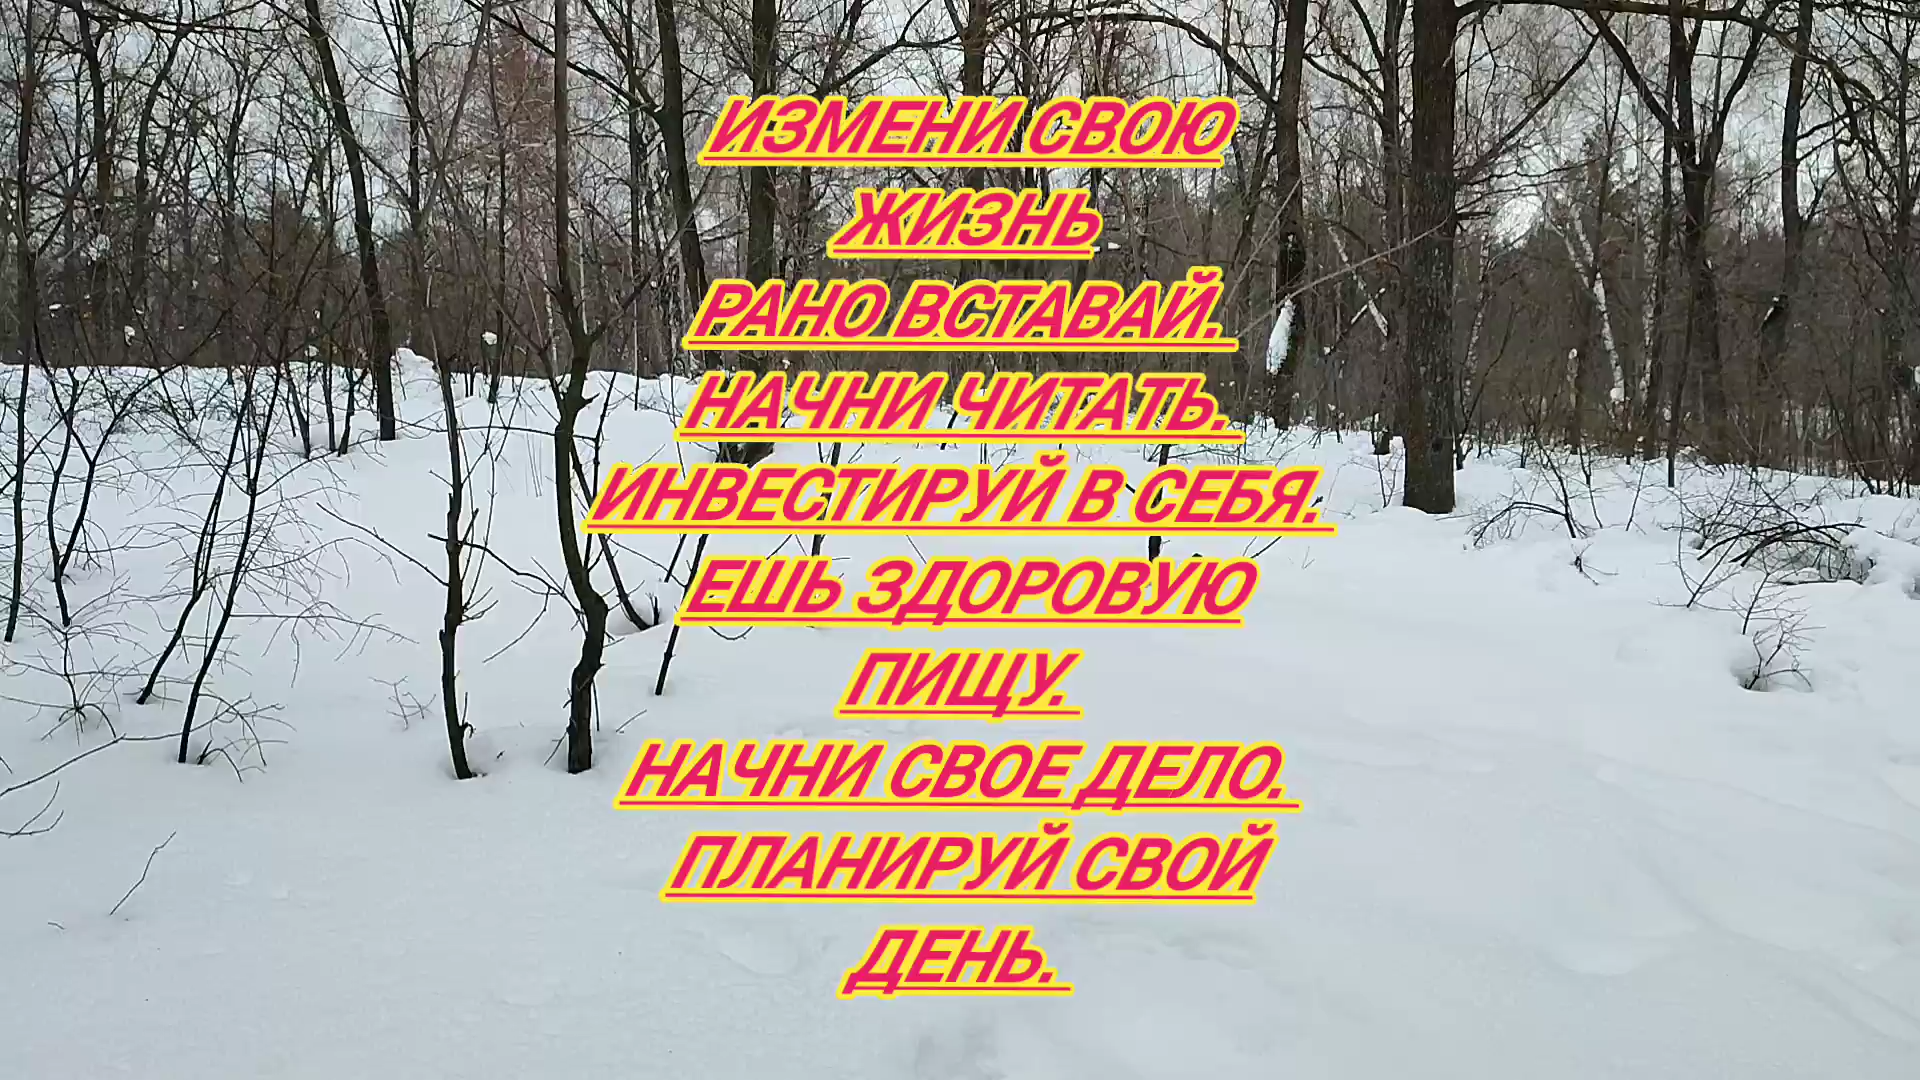 ИЗМЕНИ СВОЮ
ЖИЗНЬ
РАНО ВСТАВАЙ.
НАЧНИ ЧИТАТЬ.
ИНВЕСТИРУЙ В СЕБЯ.
ЕШЬ ЗДОРОВУЮ
ПИЩУ.
НАЧНИ СВОЕ ДЕЛО.
ПЛАНИРУЙ СВОЙ
ДЕНЬ.